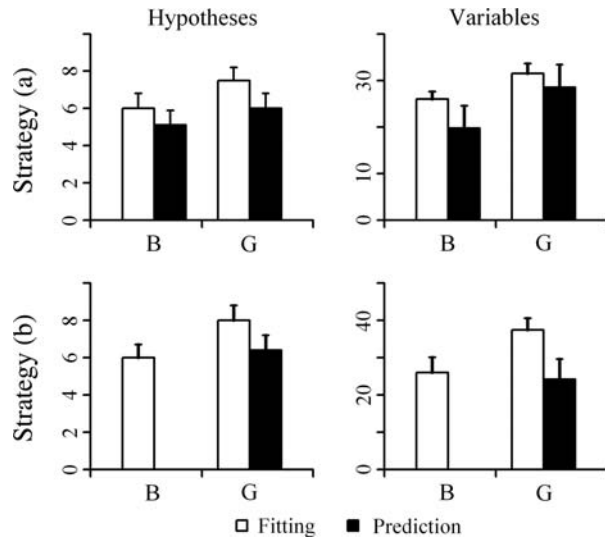 Hypotheses Variables
Strategy (a)
0 2 4 6 8
B G
0 10 30
B G
Strategy (b)
0 2 4 6 8
B G
0 20 40
B G
Fitting Prediction